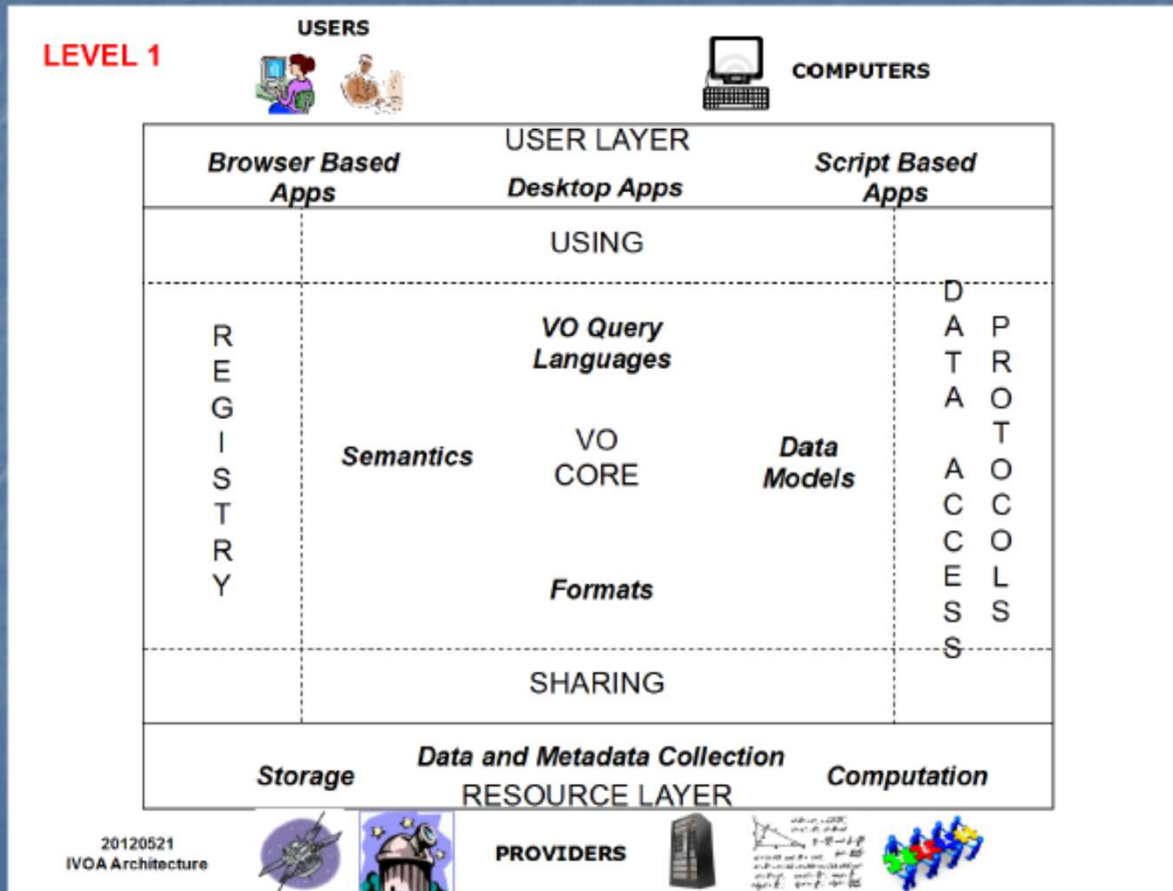 LEVEL 1
USERS
COMPUTERS
USER LAYER
Browser Based
Apps
Desktop Apps
Script Based
Apps
USING
REGISTRY
VO Query
Languages
Semantics
VO
CORE
Data
Models
Formats
DATA ACCESS
PROTOCOLS
SHARING
Data and Metadata Collection
Storage
Computation
RESOURCE LAYER
20120521
IVOA Architecture
PROVIDERS